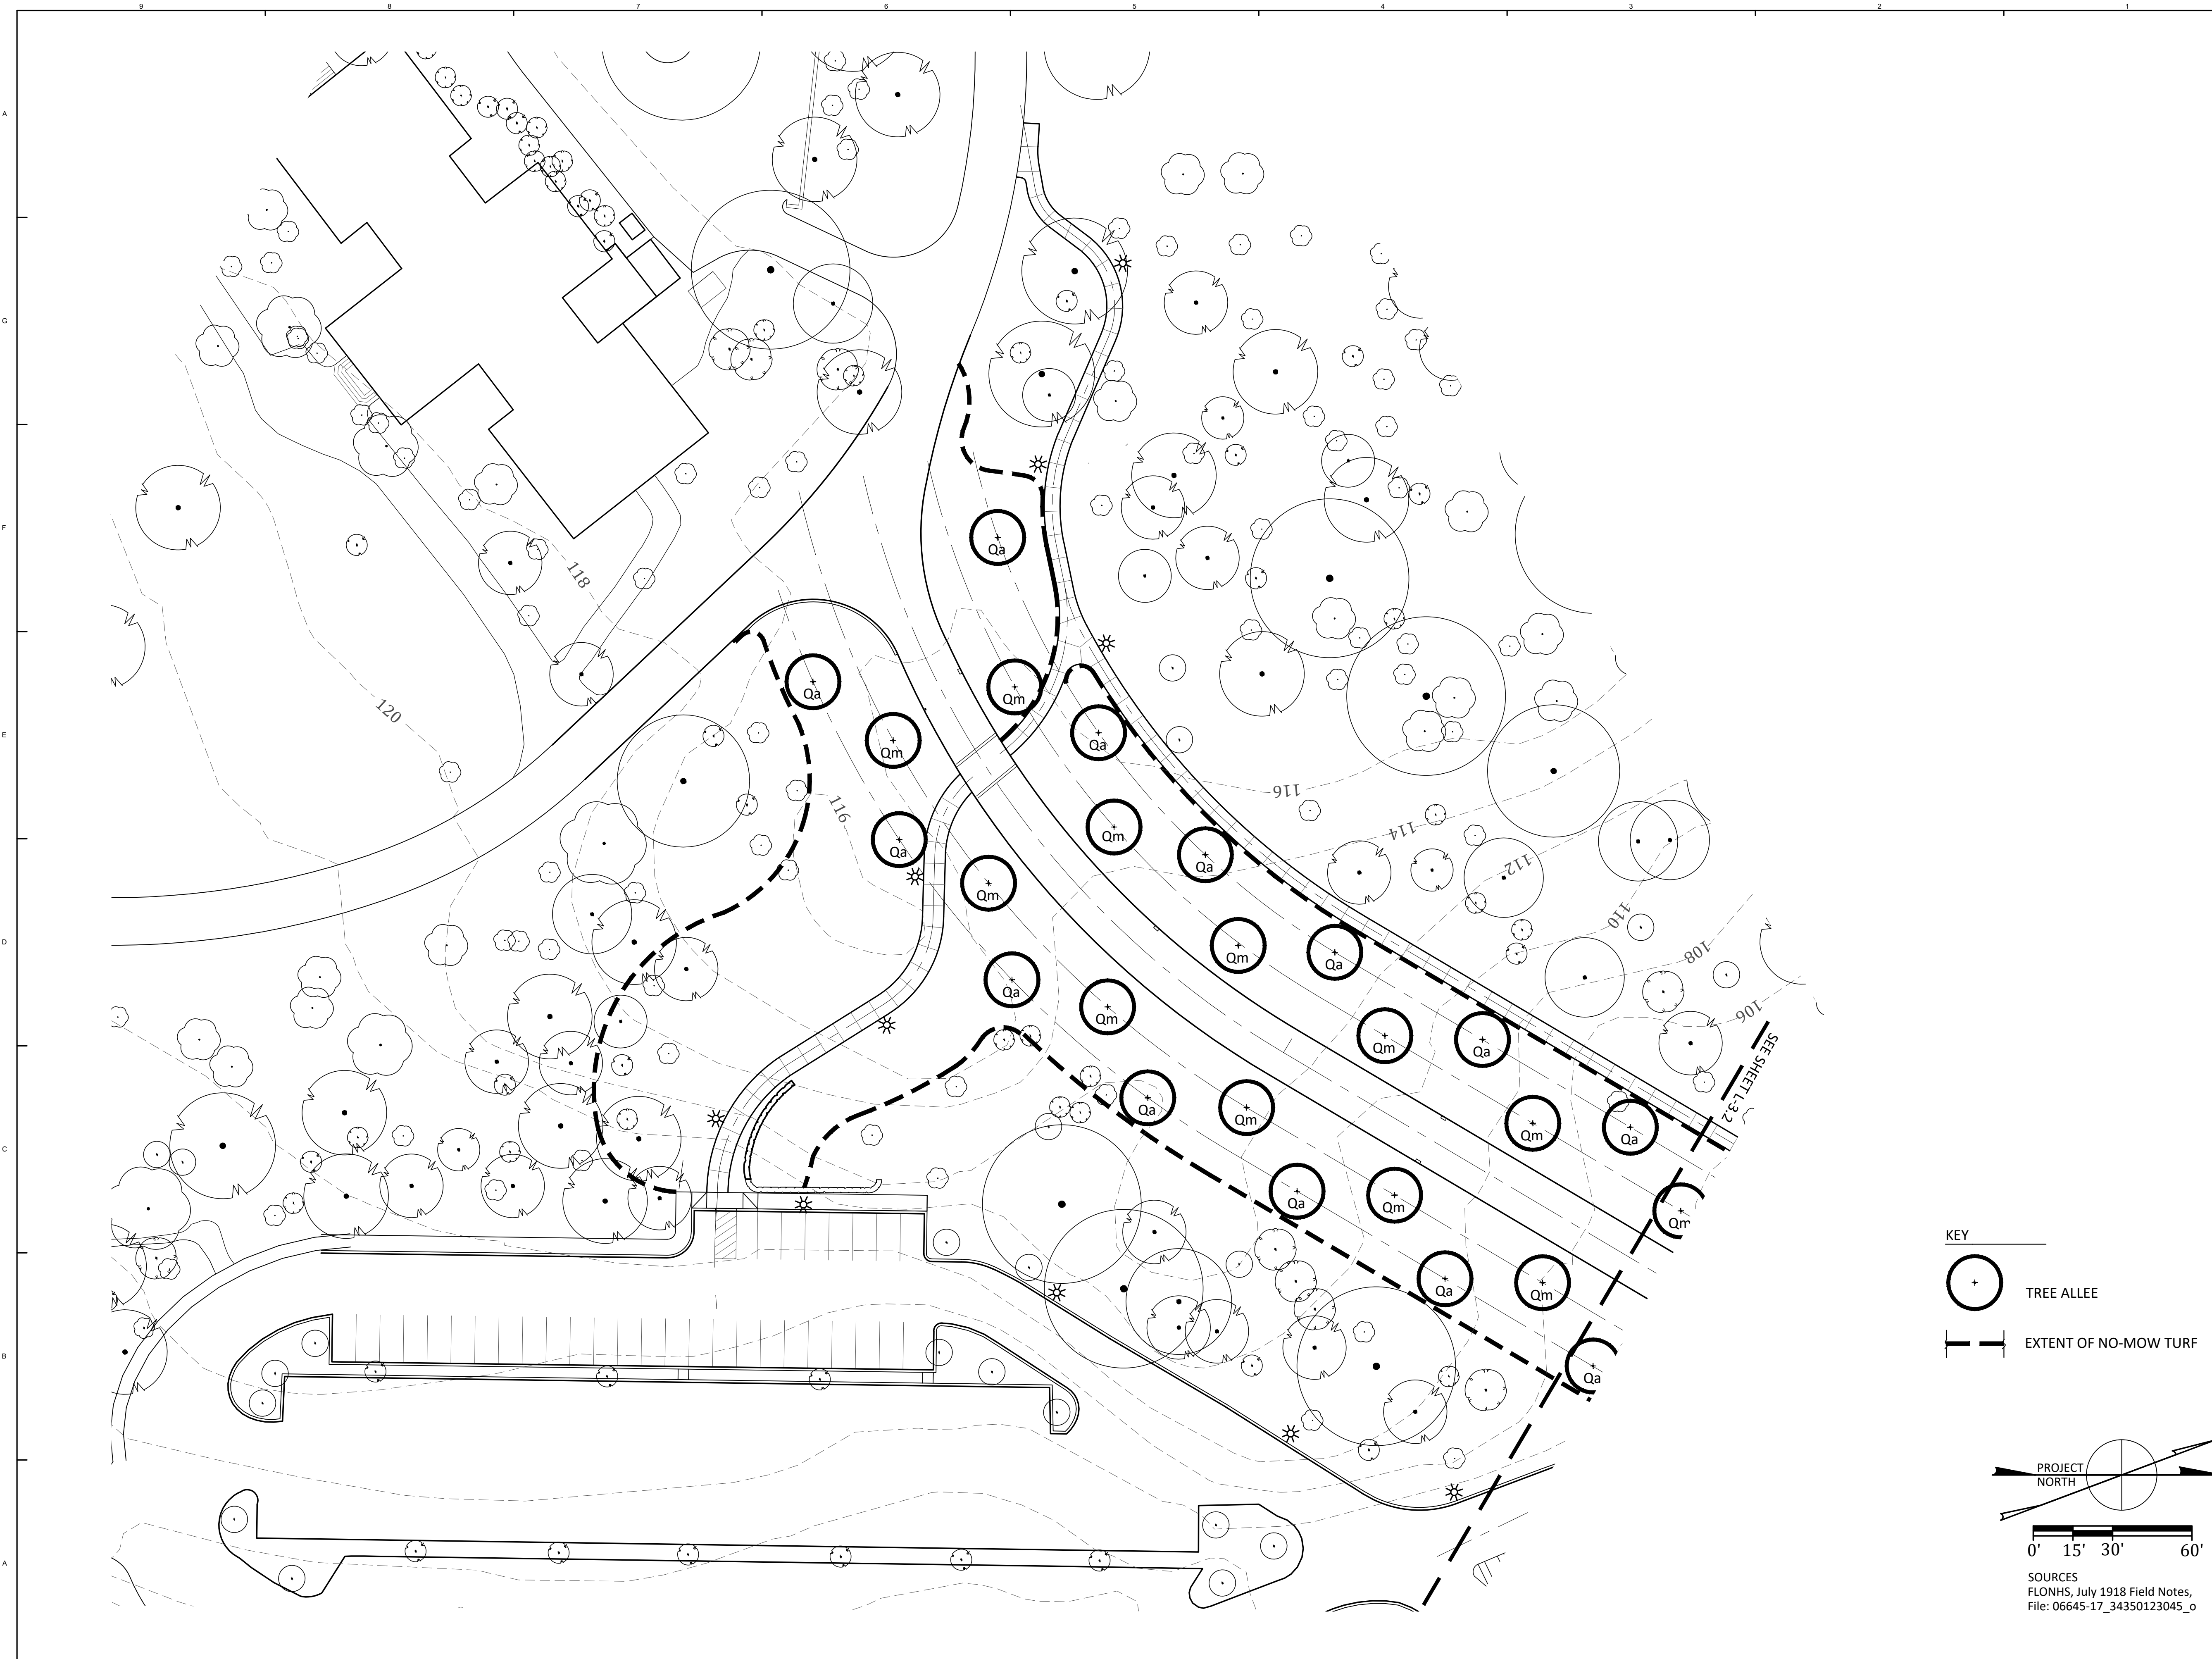 9 8 7 6 5 4 3 2 1
A
G
F
Qa
118
Qa
Qm
120
Qm
Qa
E
116
116
Qm
114
Qa
Qa
112
Qm
110
Qm
Qa
D
108
Qa
106
Qm
Qm
Qa
SEE SHEET L-3.2
Qa
Qm
Qm
Qa
C
Qa
Qm
Qm
KEY
Qa
Qm
TREE ALLEE
EXTENT OF NO-MOW TURF
B
Qa
PROJECT
NORTH
A
0' 15' 30' 60'
SOURCES
FLONHS, July 1918 Field Notes,
File: 06645-17_34350123045_o